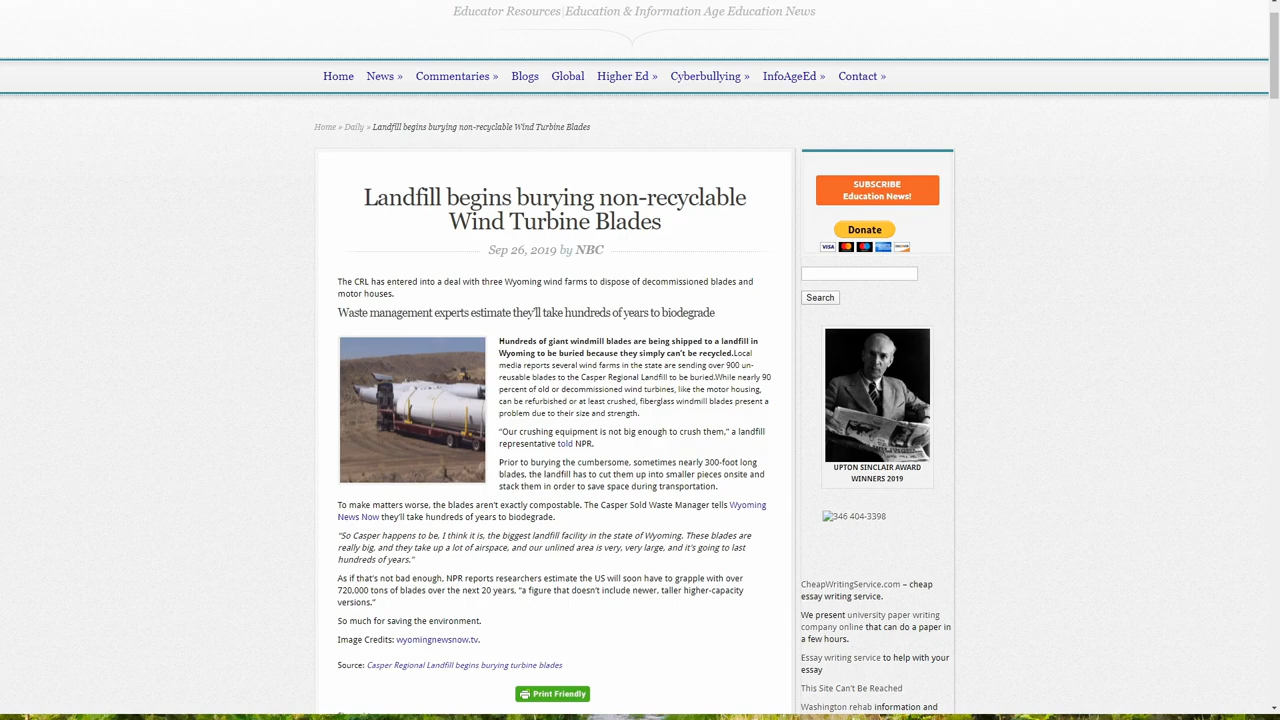 Educator Resources|Education & Information Age Education News
Home News » Commentaries » Blogs Global Higher Ed » Cyberbullying » InfoAgeEd » Contact »
Home » Daily » Landfill begins burying non-recyclable Wind Turbine Blades
Landfill begins burying non-recyclable
Wind Turbine Blades
Sep 26, 2019 by NBC
The CRL has entered into a deal with three Wyoming wind farms to dispose of decommissioned blades and
motor houses.
Waste management experts estimate they'll take hundreds of years to biodegrade
Hundreds of giant windmill blades are being shipped to a landfill in
Wyoming to be buried because they simply can't be recycled.Local
media reports several wind farms in the state are sending over 900 un-
reusable blades to the Casper Regional Landfill to be buried.While nearly 90
percent of old or decommissioned wind turbines, like the motor housing,
can be refurbished or at least crushed, fiberglass windmill blades present a
problem due to their size and strength.
“Our crushing equipment is not big enough to crush them,” a landfill
representative told NPR.
Prior to burying the cumbersome, sometimes nearly 300-foot long
blades, the landfill has to cut them up into smaller pieces onsite and
stack them in order to save space during transportation.
To make matters worse, the blades aren't exactly compostable. The Casper Sold Waste Manager tells Wyoming
News Now they'll take hundreds of years to biodegrade.
“So Casper happens to be, I think it is, the biggest landfill facility in the state of Wyoming. These blades are
really big, and they take up a lot of airspace, and our unlined area is very, very large, and it's going to last
hundreds of years.”
As if that's not bad enough, NPR reports researchers estimate the US will soon have to grapple with over
720,000 tons of blades over the next 20 years, “a figure that doesn't include newer, taller higher-capacity
versions.”
So much for saving the environment.
Image Credits: wyomingnewsnow.tv.
Source: Casper Regional Landfill begins burying turbine blades
Print Friendly
SUBSCRIBE
Education News!
Donate
VISA
Search
UPTON SINCLAIR AWARD
WINNERS 2019
346 404-3398
CheapWritingService.com – cheap
essay writing service.
We present university paper writing
company online that can do a paper in
a few hours.
Essay writing service to help with your
essay
This Site Can't Be Reached
Washington rehab information and